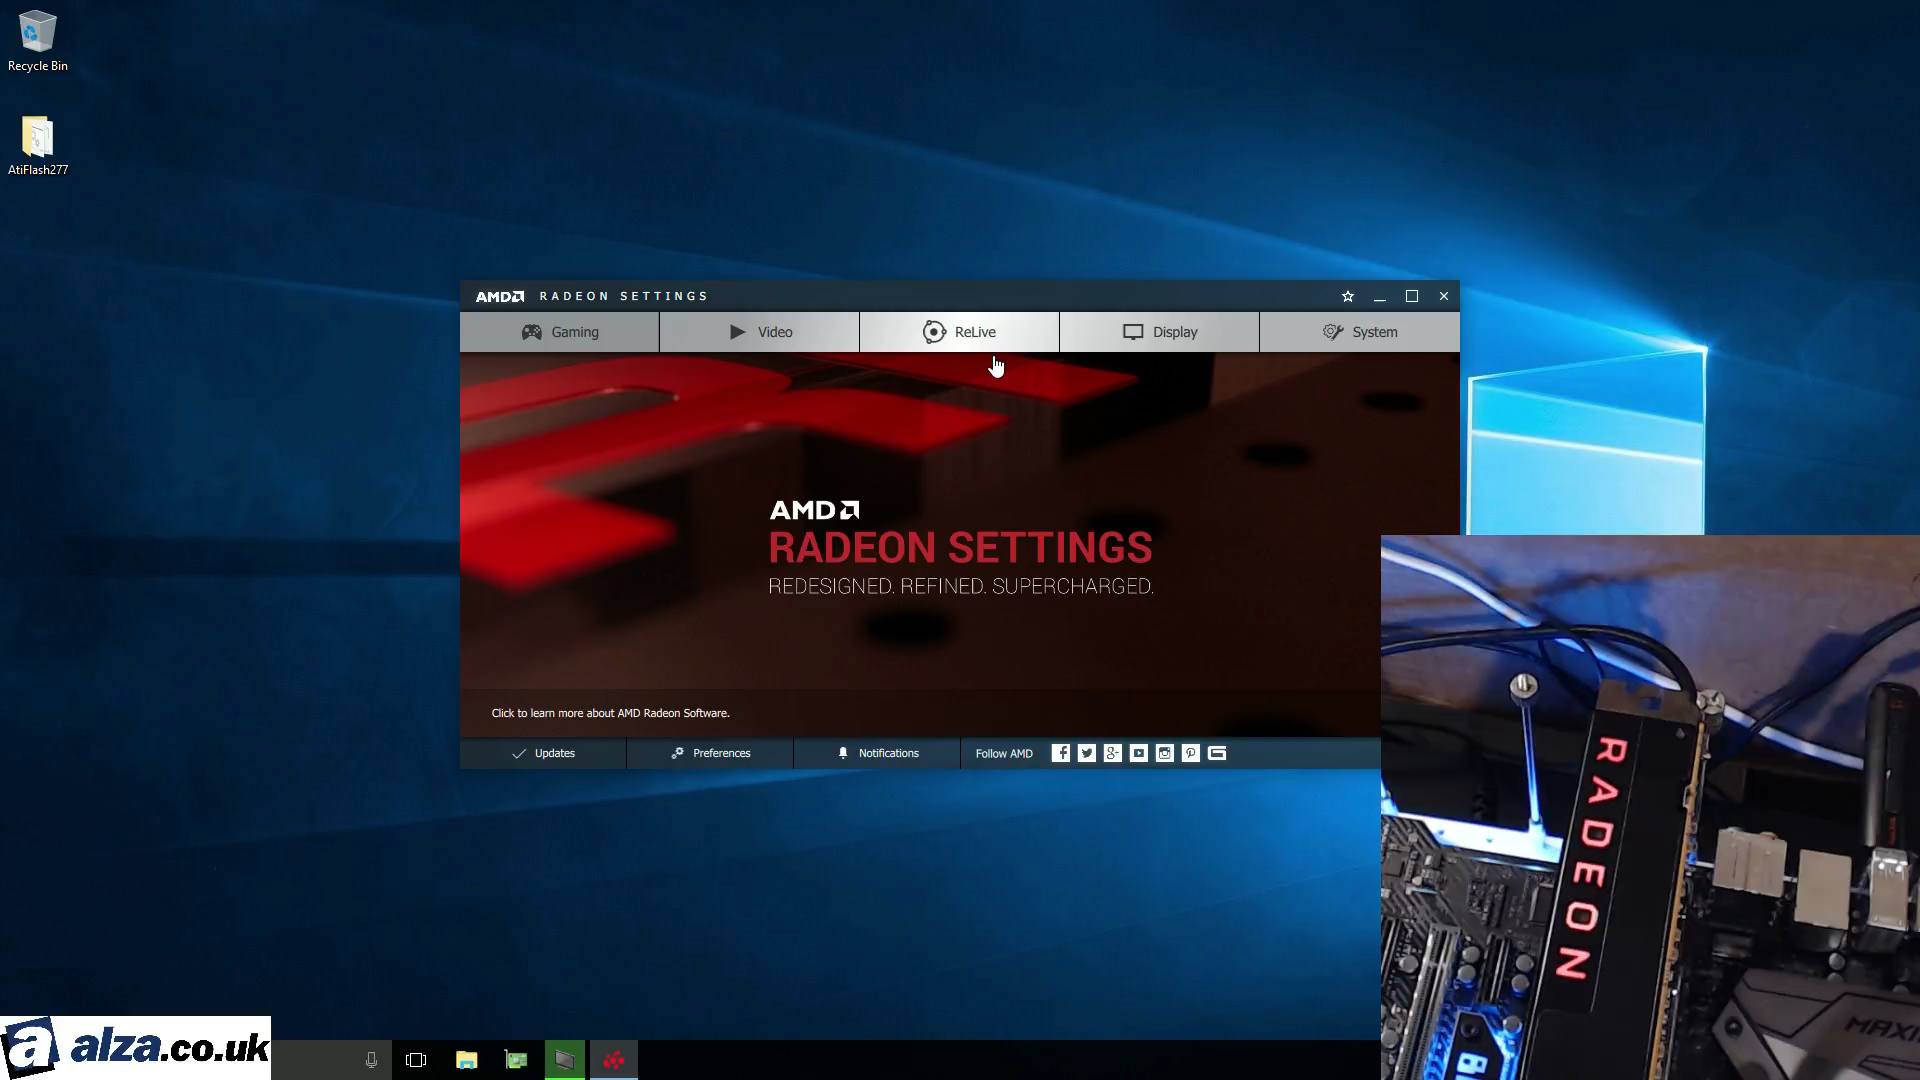 Recycle Bin
AtiFlash277
AMD RADEON SETTINGS
Gaming
Video
ReLive
Display
System
AMD
RADEON SETTINGS
REDESIGNED. REFINED. SUPERCHARGED.
Click to learn more about AMD Radeon Software.
Updates
Preferences
Notifications
Follow AMD
RADEON
a alza.co.uk